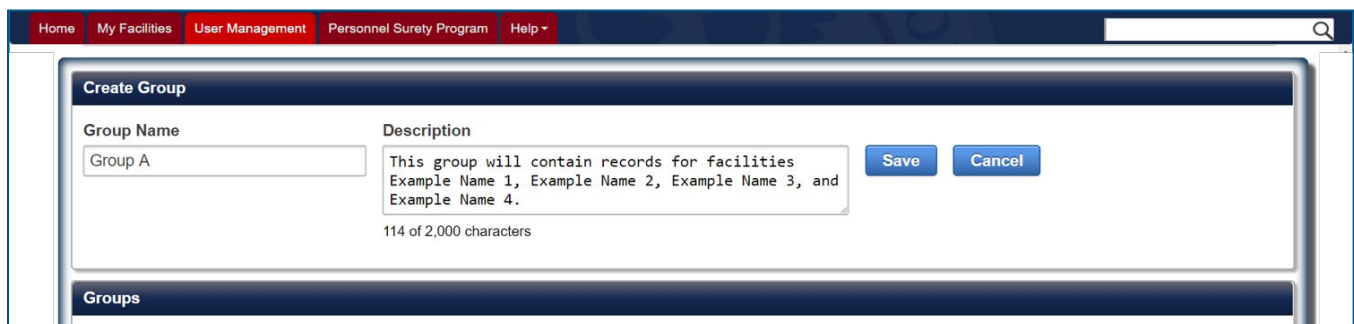 Home My Facilities User Management Personnel Surety Program Help
Create Group
Group Name Description
Group A
This group will contain records for facilities
Example Name 1, Example Name 2, Example Name 3, and
Example Name 4.
Save Cancel
114 of 2,000 characters
Groups